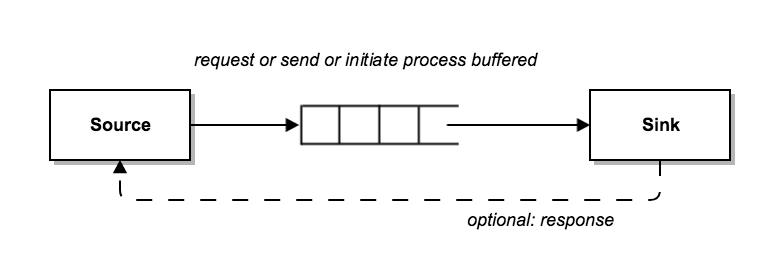 request or send or initiate process buffered
Source
Sink
optional: response